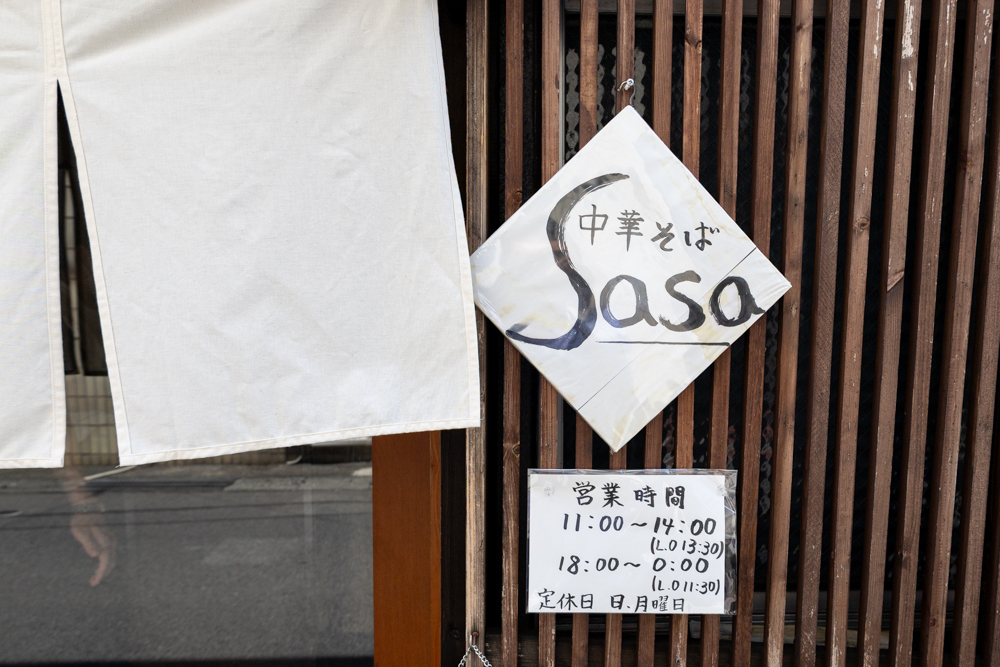 中華そば
Sasa
営業時間
11:00～14:00
(L.O 13:30)
18:00～0:00
(L.O 11:30)
定休日 日、月曜日